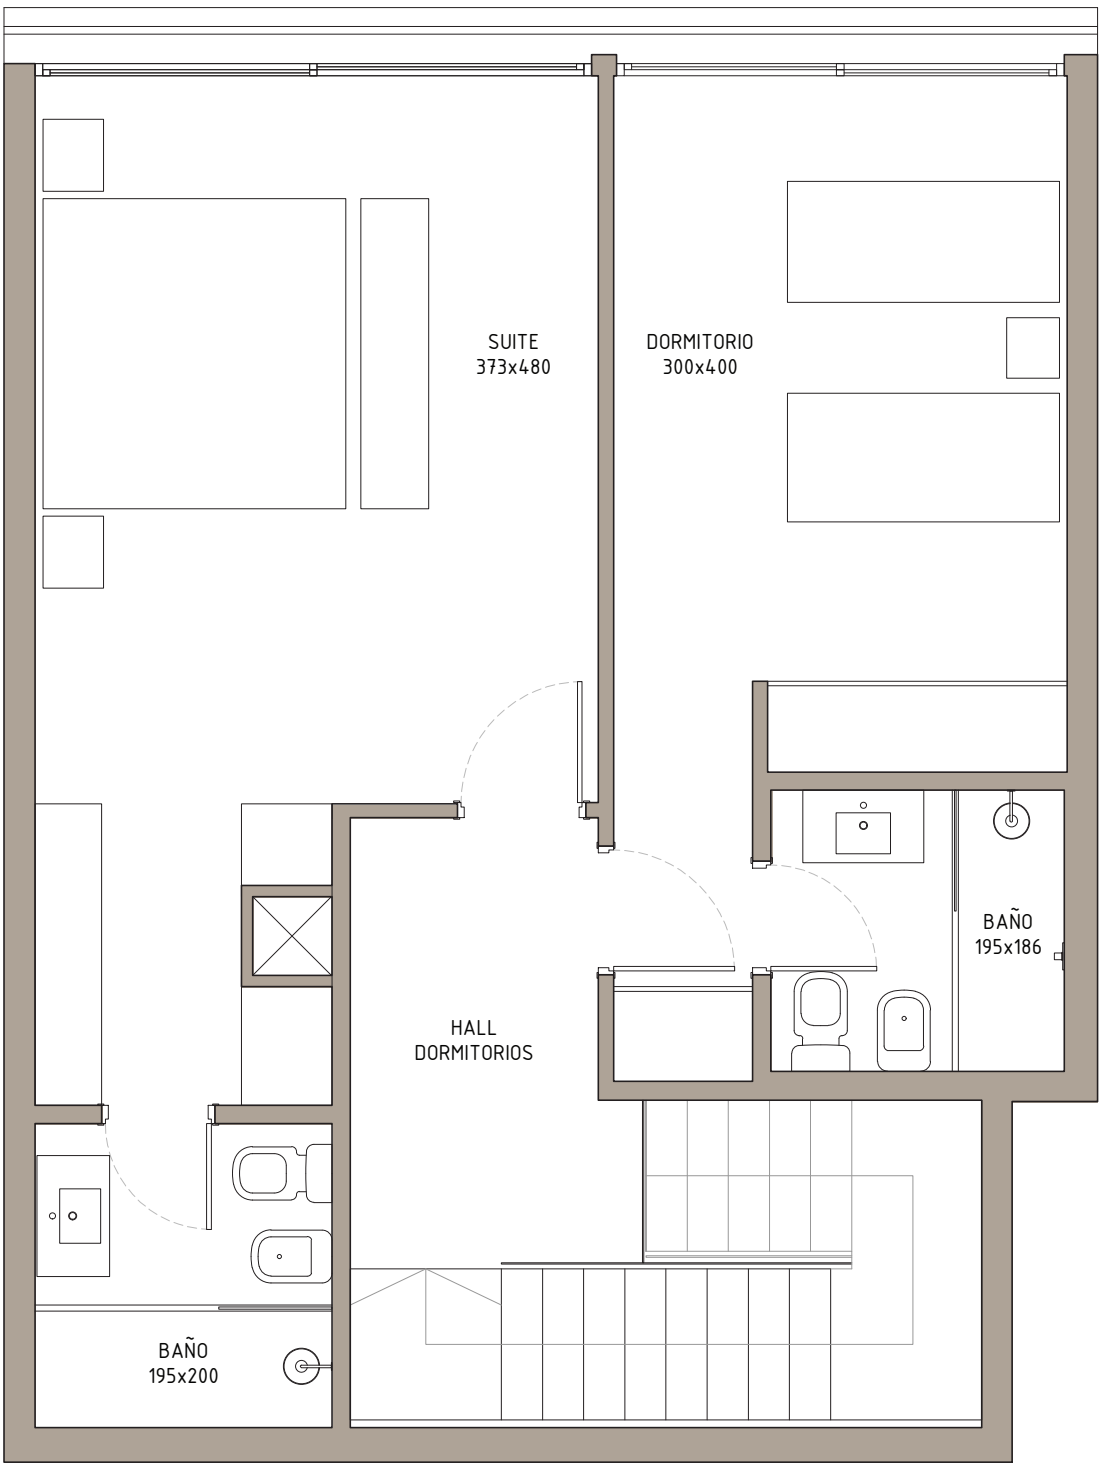 SUITE
373x480
DORMITORIO
300x400
BAÑO
195x186
HALL
DORMITORIOS
BAÑO
195x200